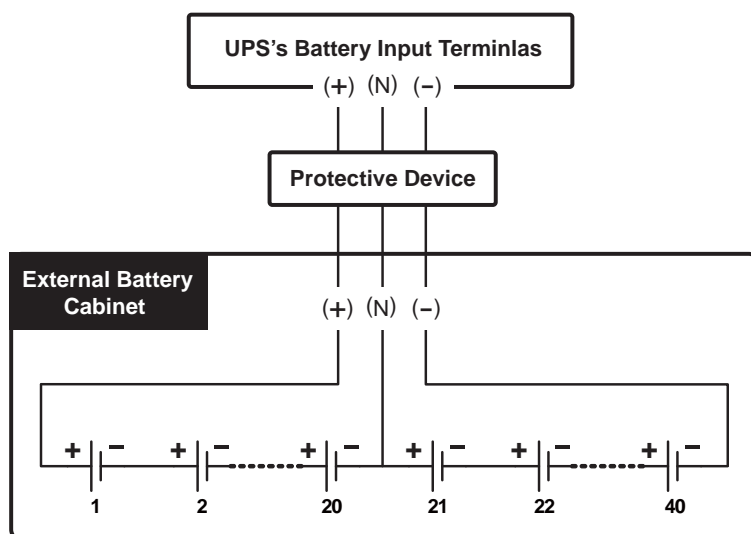 UPS's Battery Input Terminlas
(+) (N) (−)
Protective Device
External Battery
Cabinet
(+) (N) (−)
+ − + − + − + − + − + −
1 2 20 21 22 40